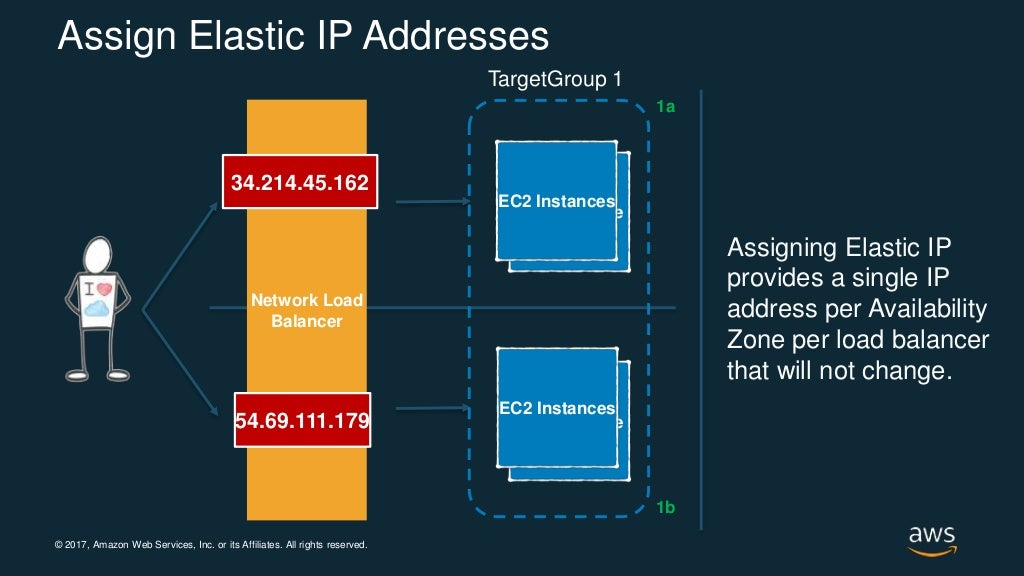 Assign Elastic IP Addresses
TargetGroup 1
1a
34.214.45.162
EC2 Instances
e
I
Network Load
Balancer
Assigning Elastic IP
provides a single IP
address per Availability
Zone per load balancer
that will not change.
54.69.111.179
EC2 Instances
e
1b
© 2017, Amazon Web Services, Inc. or its Affiliates. All rights reserved.
aws